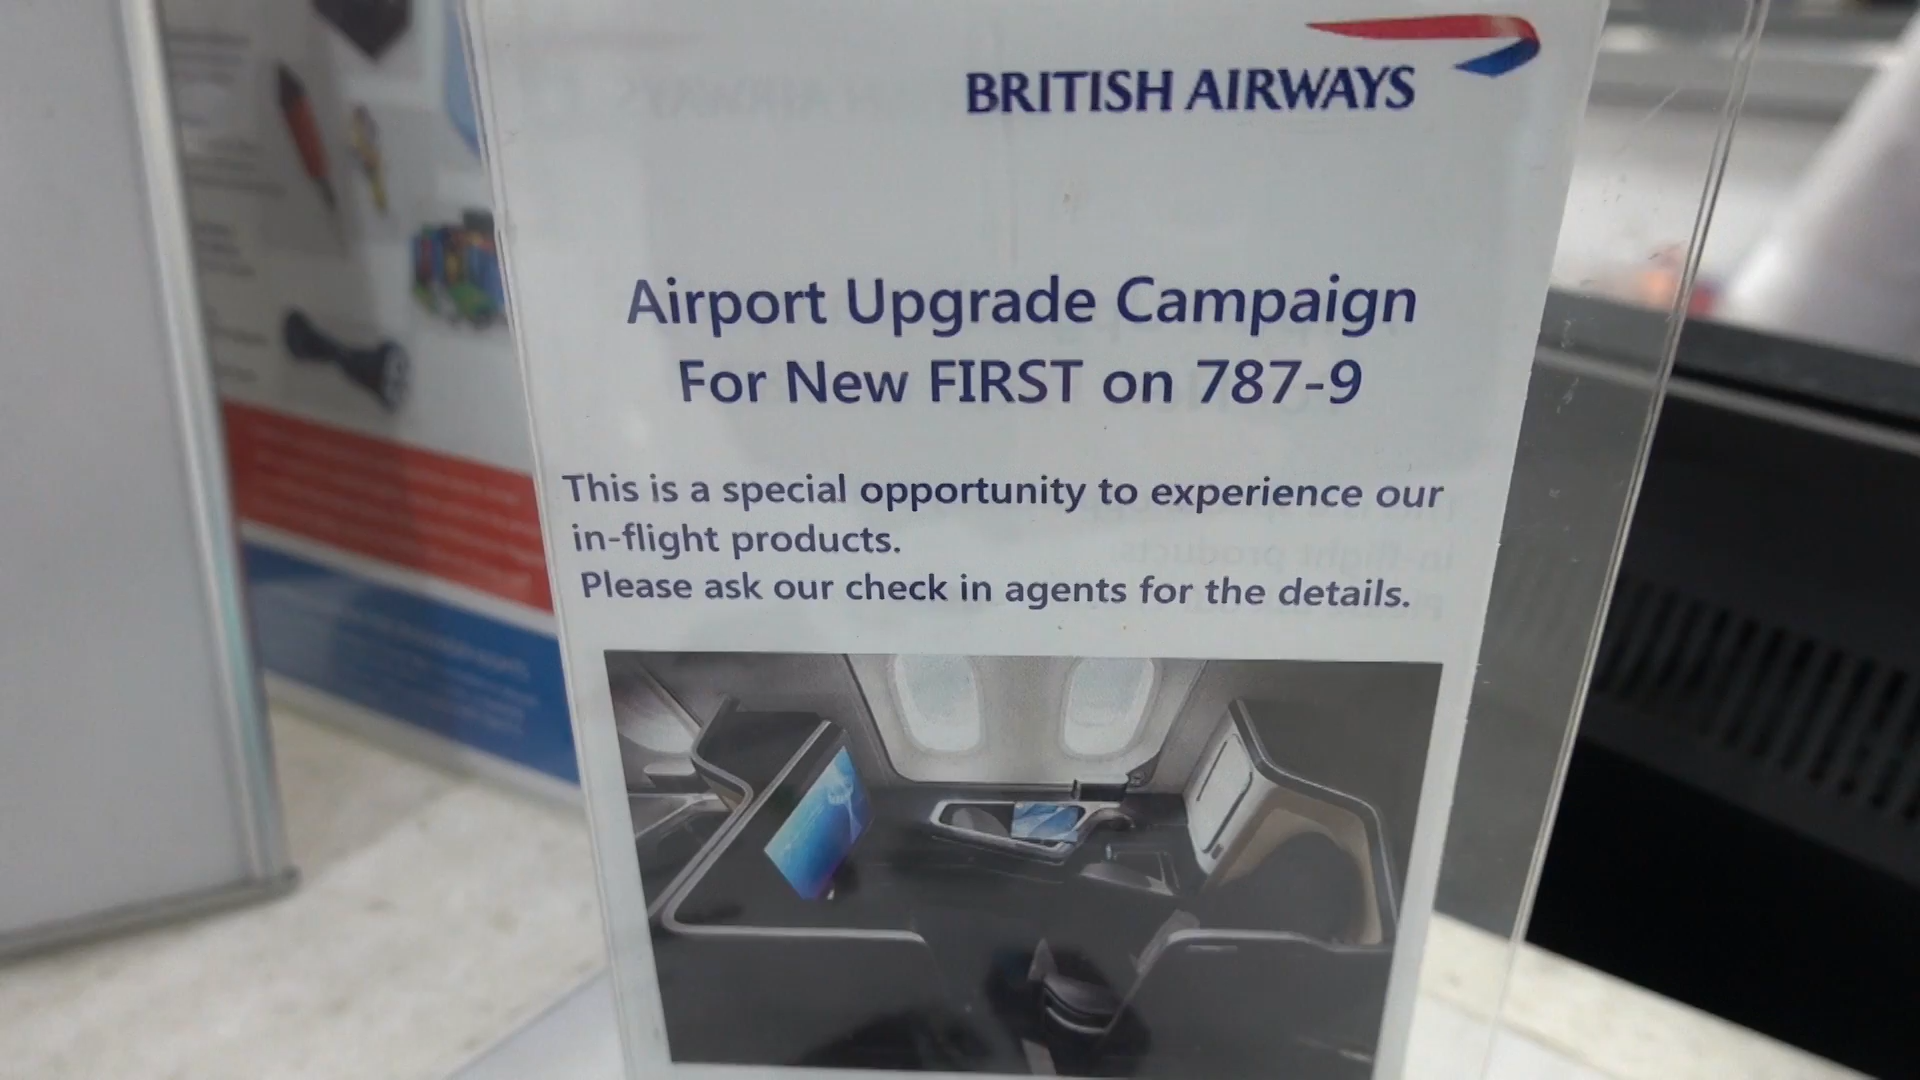 BRITISH AIRWAYS
Airport Upgrade Campaign
For New FIRST on 787-9
This is a special opportunity to experience our
in-flight products.
Please ask our check in agents for the details.